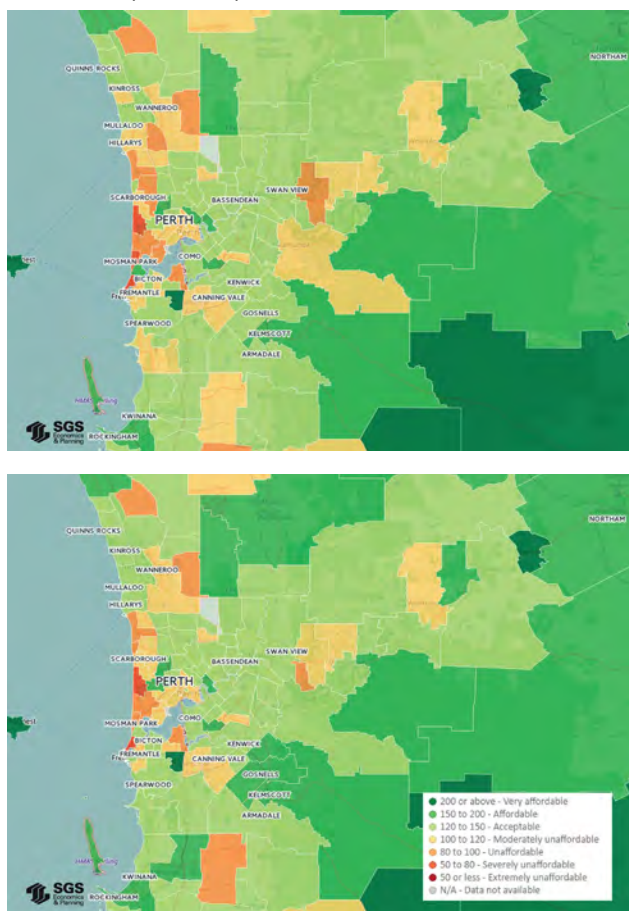 NORTHAM
QUINNS ROCKS
KINROSS
WANNEROO
MULLALOO
HILLARYS
SCARBOROUGH
BASSENDEAN
SWAN VIEW
PERTH
MOSMAN PARK
COMO
BICTON
KENWICK
FREMANTLE
CANNING VALE
SPEARWOOD
GOSNELLS
KELMSCOTT
ARMADALE
KWINANA
SGS
Economics
& Planning
ROCKINGHAM
NORTHAM
QUINNS ROCKS
KINROSS
WANNEROO
MULLALOO
HILLARYS
SCARBOROUGH
BASSENDEAN
SWAN VIEW
PERTH
MOSMAN PARK
COMO
BICTON
KENWICK
FREMANTLE
CANNING VALE
GOSNELLS
SPEARWOOD
KELMSCOTT
ARMADALE
KWINANA
SGS
Economics
& Planning
ROCKINGHAM
200 or above - Very affordable
150 to 200 - Affordable
120 to 150 - Acceptable
100 to 120 - Moderately unaffordable
80 to 100 - Unaffordable
50 to 80 - Severely unaffordable
50 or less - Extremely unaffordable
N/A - Data not available